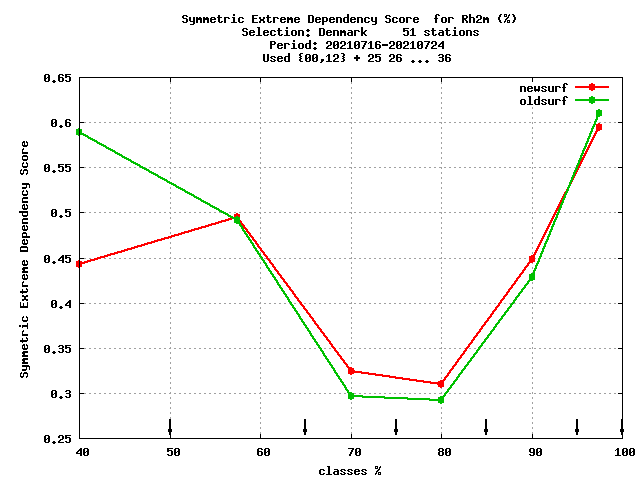 Symmetric Extreme Dependency Score  for Rh2m (%)
Selection: Denmark     51 stations
Period: 20210716-20210724
Used {00,12} + 25 26 ... 36
newsurf
oldsurf
Symmetric Extreme Dependency Score
0.65
0.6
0.55
0.5
0.45
0.4
0.35
0.3
0.25
40 50 60 70 80 90 100
classes %